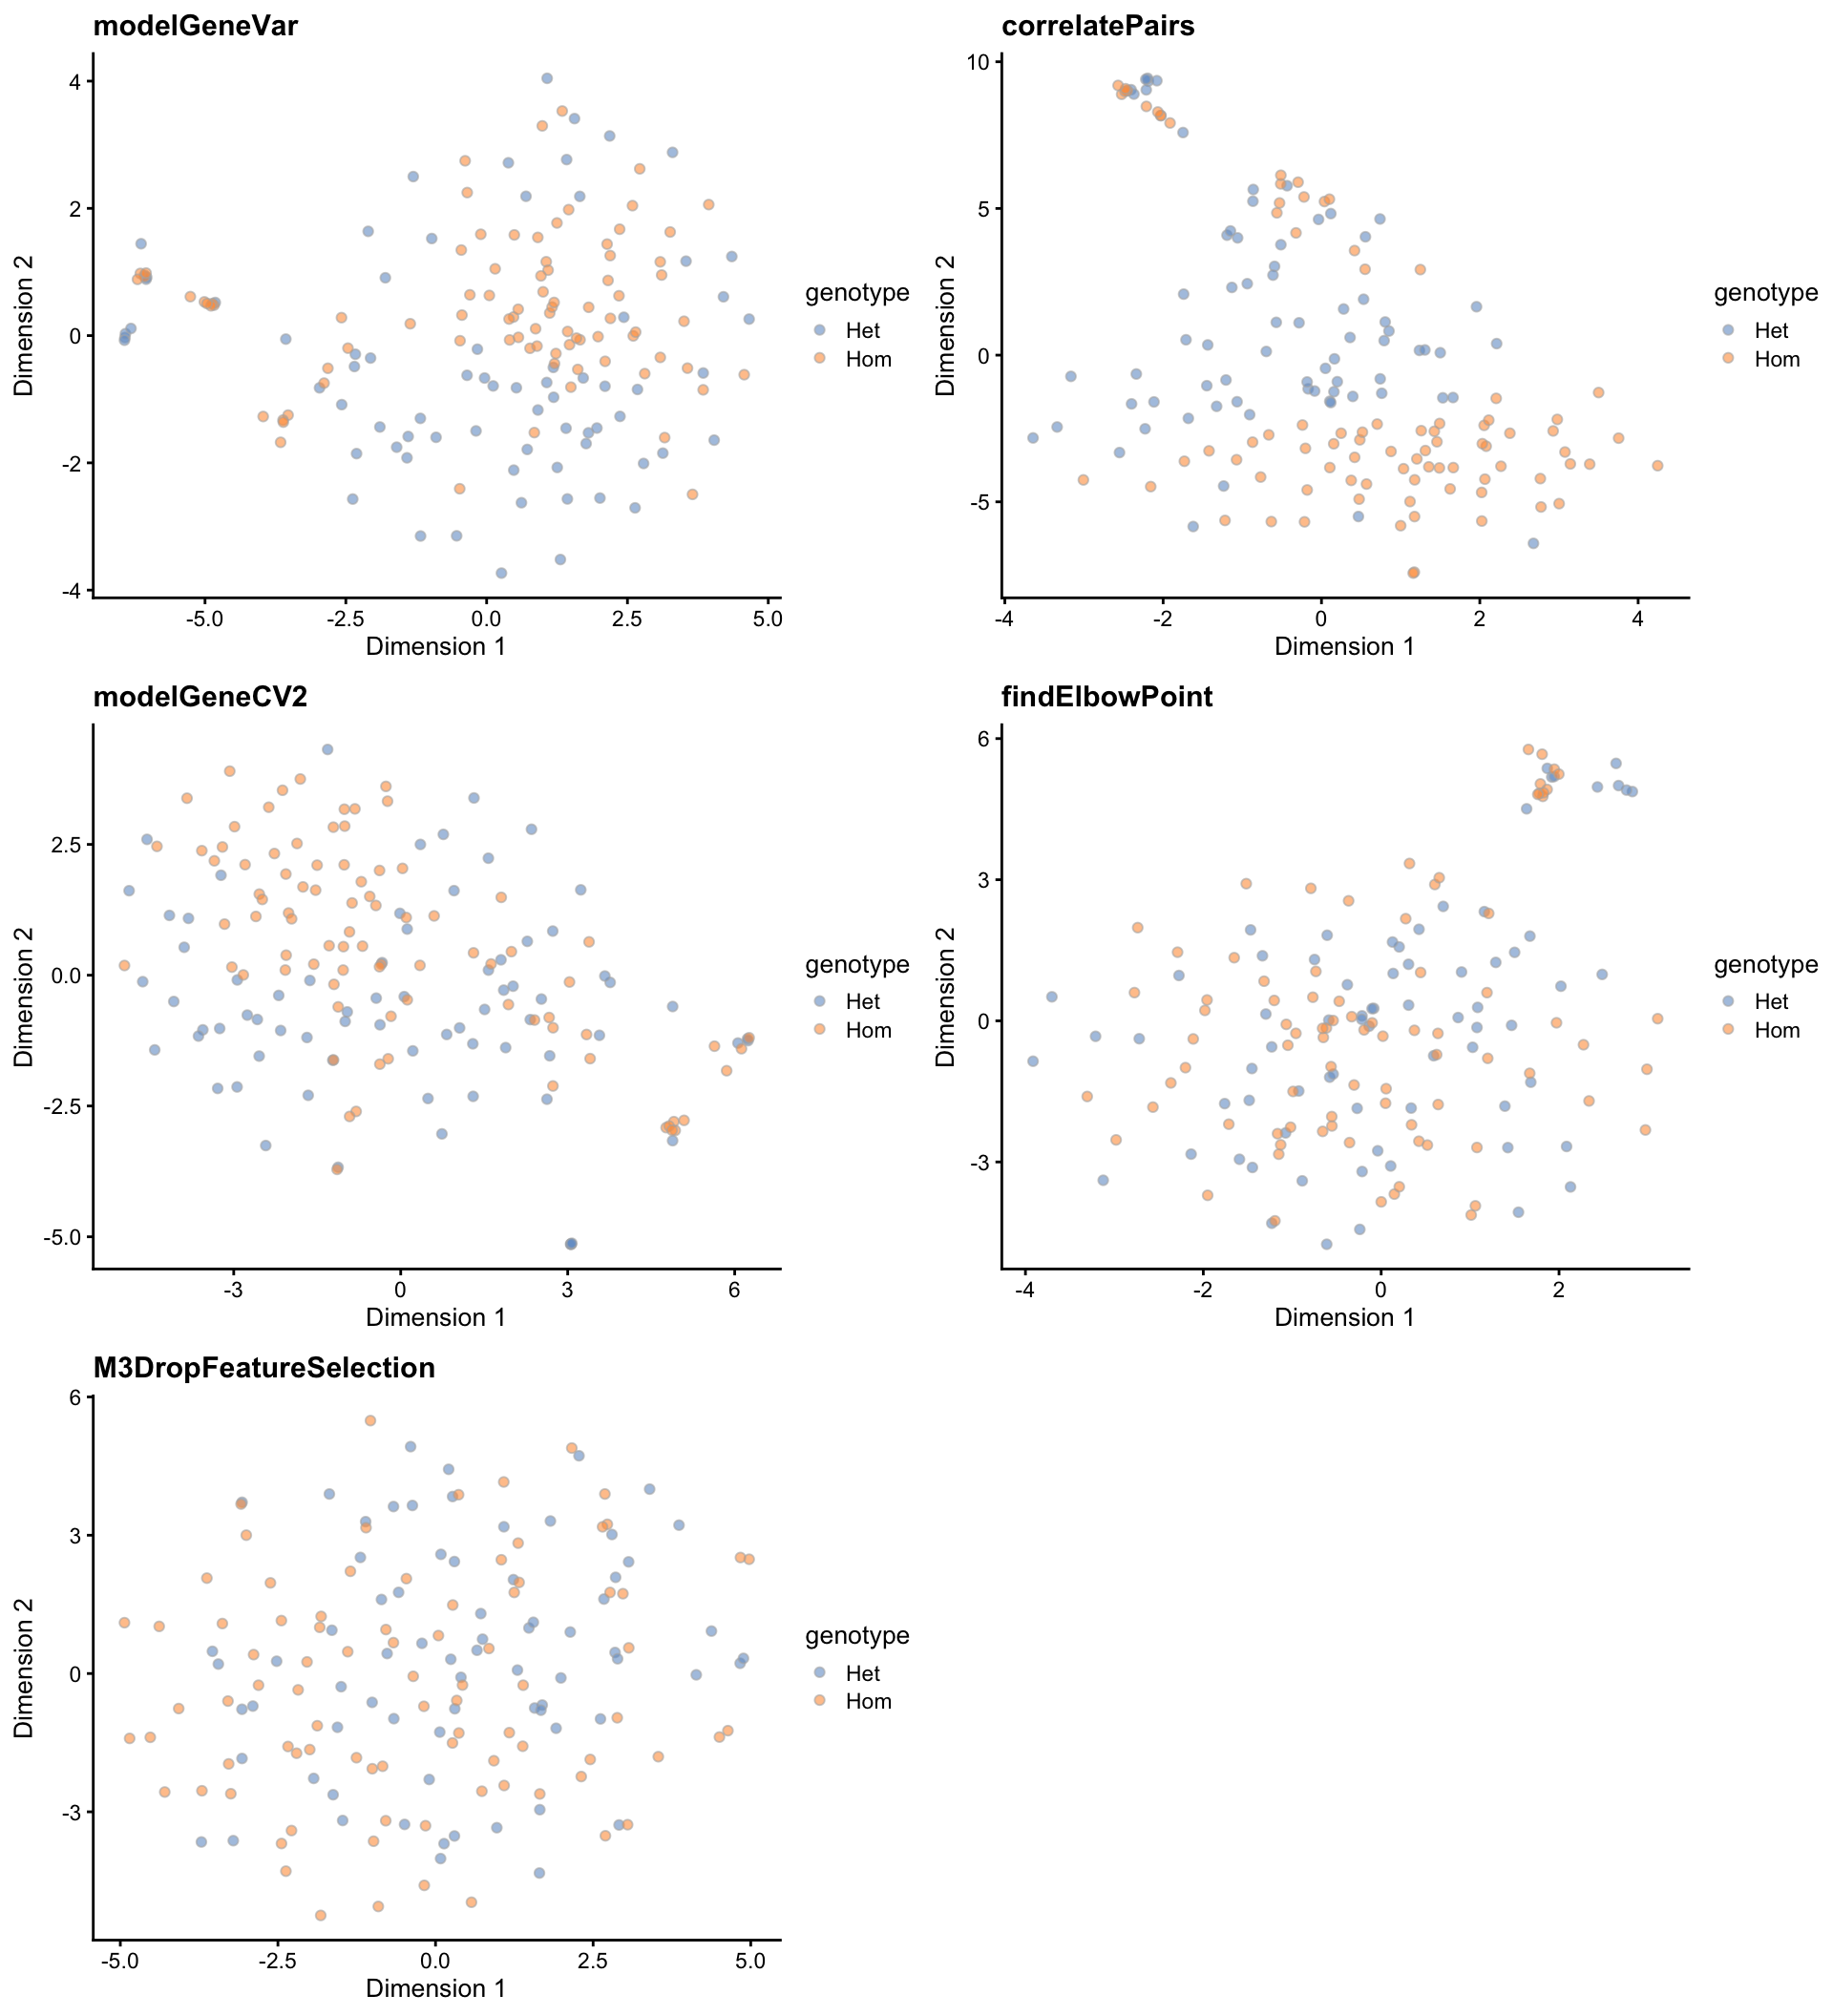 modelGeneVar
4
2
0
-2
-4
-5.0 -2.5 0.0 2.5 5.0
Dimension 1
Dimension 2
genotype
Het
Hom
correlatePairs
10
5
0
-5
-4 -2 0 2 4
Dimension 1
Dimension 2
genotype
Het
Hom
modelGeneCV2
2.5
0.0
-2.5
-5.0
-3 0 3 6
Dimension 1
Dimension 2
genotype
Het
Hom
findElbowPoint
6
3
0
-3
-4 -2 0 2
Dimension 1
Dimension 2
genotype
Het
Hom
M3DropFeatureSelection
6
3
0
-3
-5.0 -2.5 0.0 2.5 5.0
Dimension 1
Dimension 2
genotype
Het
Hom